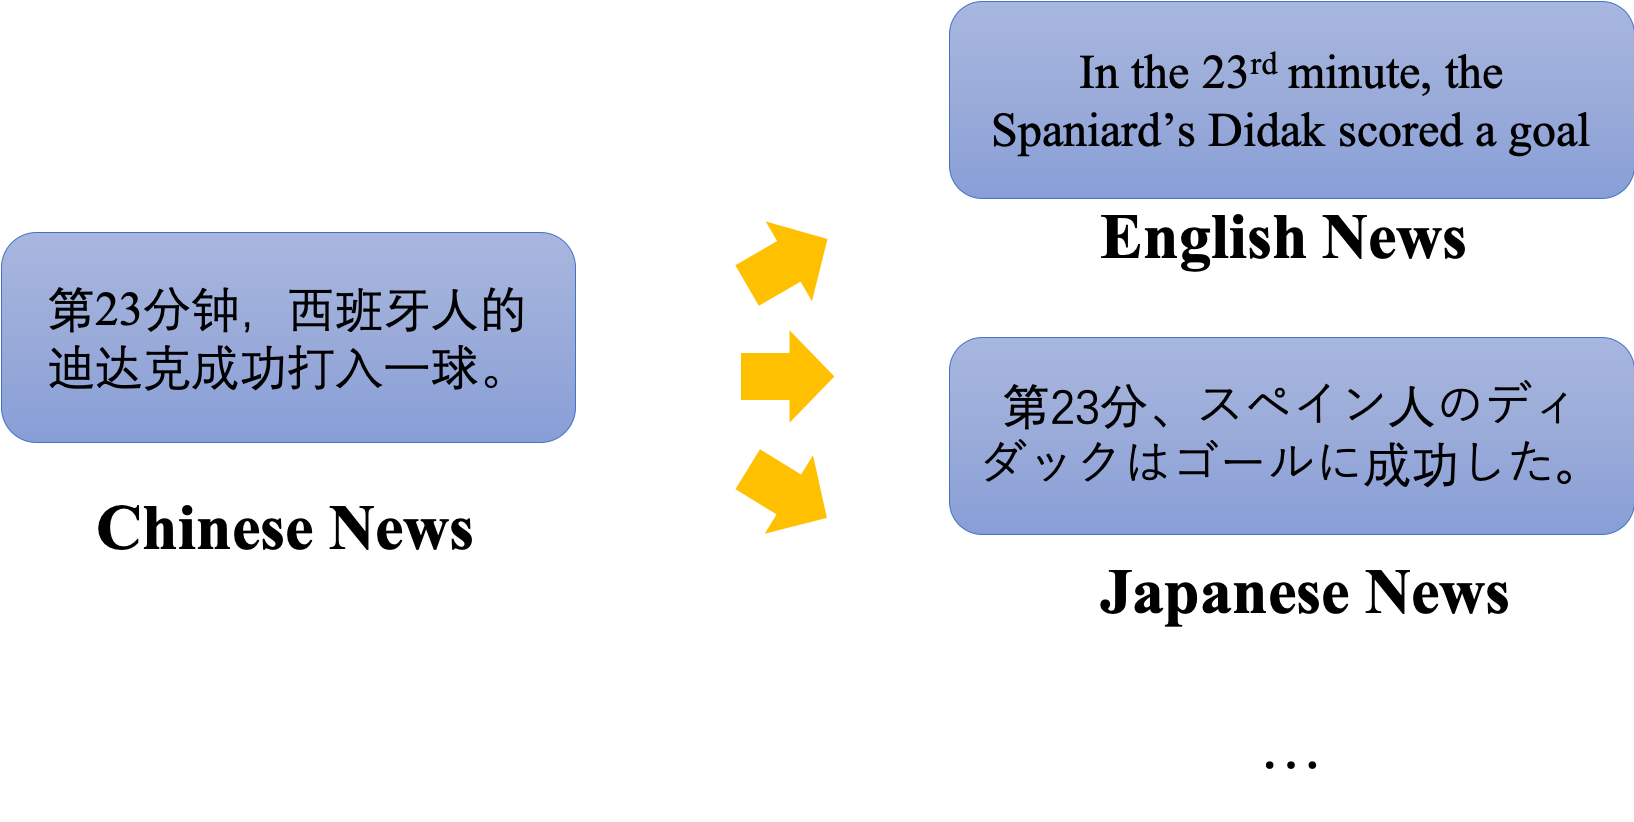 第23分钟，西班牙人的
迪达克成功打入一球。
Chinese News
In the 23rd minute, the
Spaniard’s Didak scored a goal
English News
第23分、スペイン人のディ
ダックはゴールに成功した。
Japanese News
…